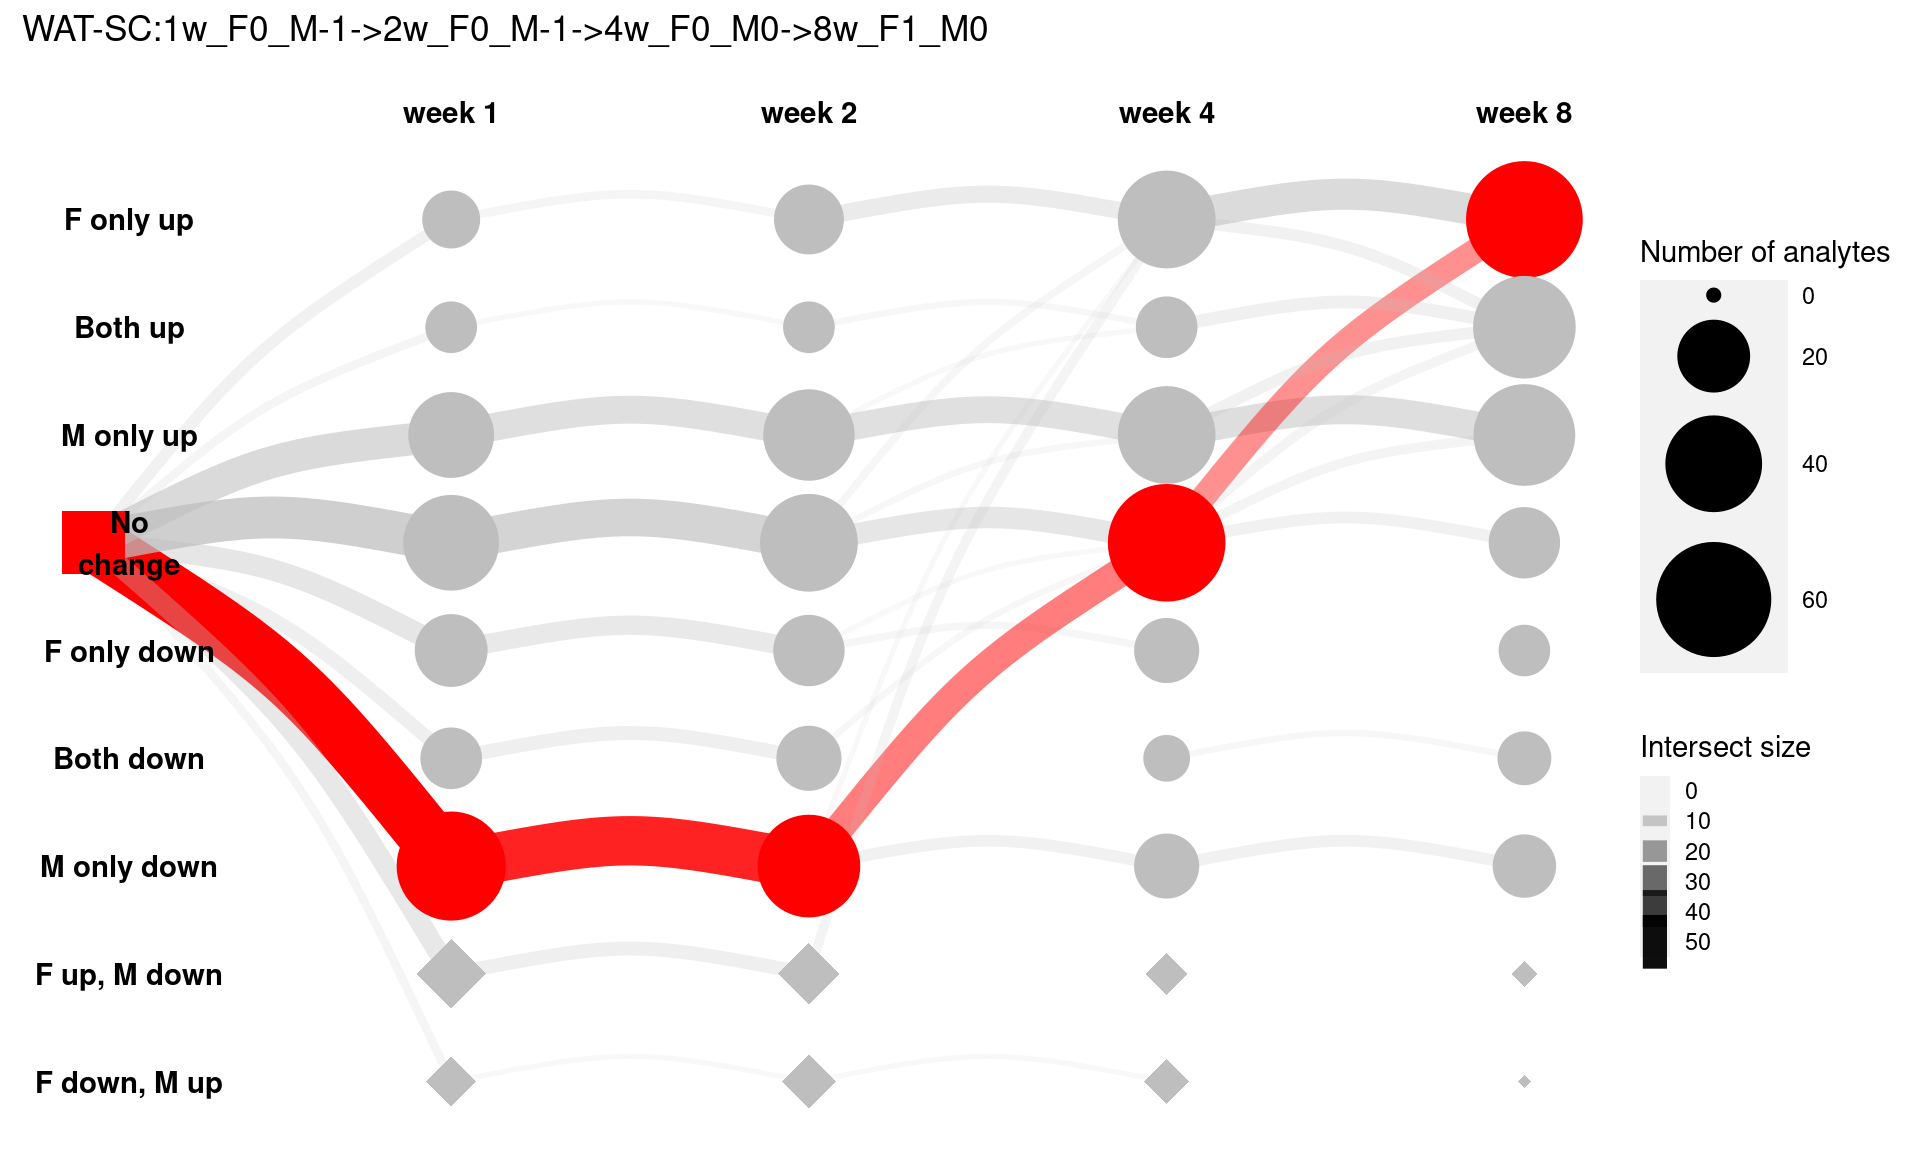 WAT-SC:1w_F0_M-1->2w_F0_M-1->4w_F0_M0->8w_F1_M0
week 1
week 2
week 4
week 8
F only up
Both up
M only up
No
change
F only down
Both down
M only down
F up, M down
F down, M up
Number of analytes
0
20
40
60
Intersect size
0
10
20
30
40
50